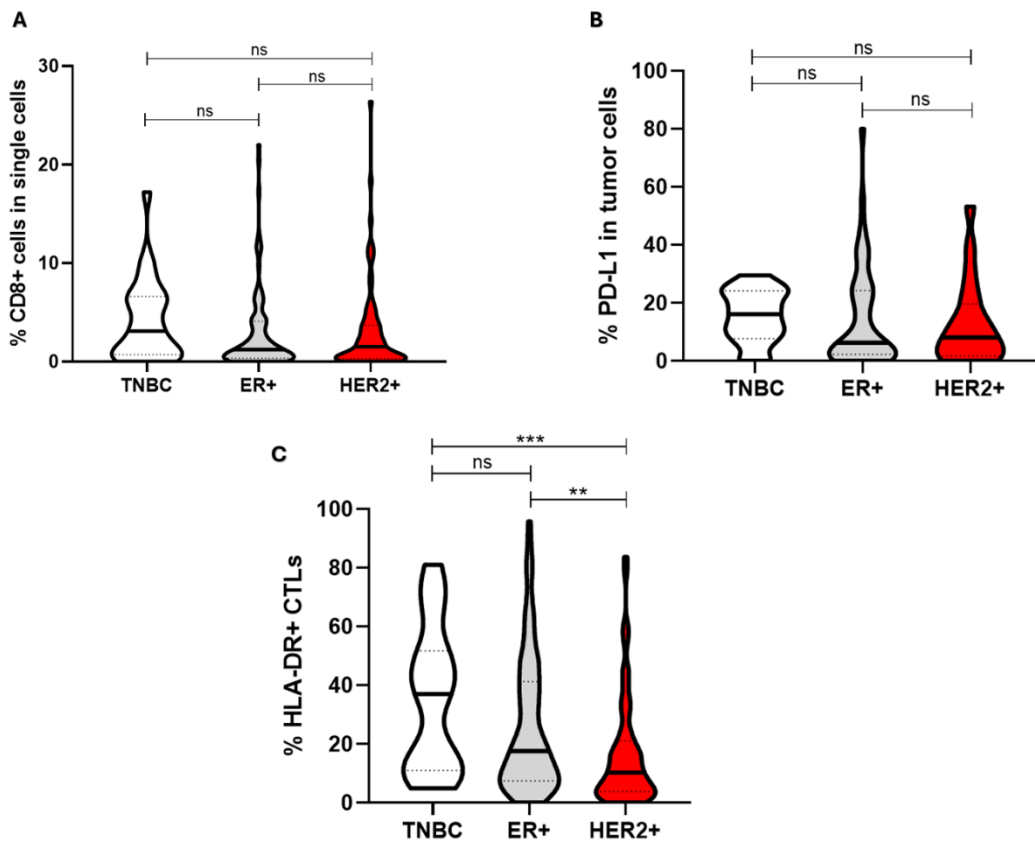 A
ns
ns
ns
% CD8+ cells in single cells
30
20
10
0
TNBC ER+ HER2+
B
ns
ns
ns
% PD-L1 in tumor cells
100
80
60
40
20
0
TNBC ER+ HER2+
C
***
ns
**
% HLA-DR+ CTLs
100
80
60
40
20
0
TNBC ER+ HER2+